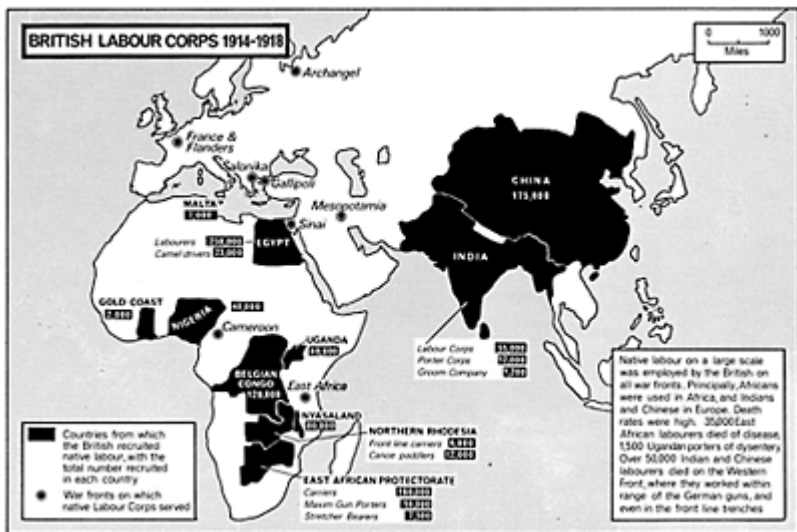 BRITISH LABOUR CORPS 1914-1918
0 1000
Miles
Archangel
France &
Flanders
Salonika
Gallipoli
MALTA
Mesopotamia
Sinai
CHINA
175,000
Labourers
EGYPT
Camel drivers
INDIA
GOLD COAST
NIGERIA
Cameroon
UGANDA
BELGIAN
CONGO
East Africa
NYASALAND
Labour Corps
Porter Corps
Groom Company
NORTHERN RHODESIA
Front line carriers
Canoe paddlers
EAST AFRICAN PROTECTORATE
Carriers
Maxim Gun Porters
Stretcher Bearers
Countries from which
the British recruited
native labour, with the
total number recruited
in each country
War fronts on which
native Labour Corps served
Native labour on a large scale
was employed by the British on
all war fronts. Principally, Africans
were used in Africa, and Indians
and Chinese in Europe. Death
rates were high. 35,000 East
African labourers died of disease,
1,500 Ugandan porters of dysentery.
Over 50,000 Indian and Chinese
labourers died on the Western
Front, where they worked within
range of the German guns, and
even in the front line trenches